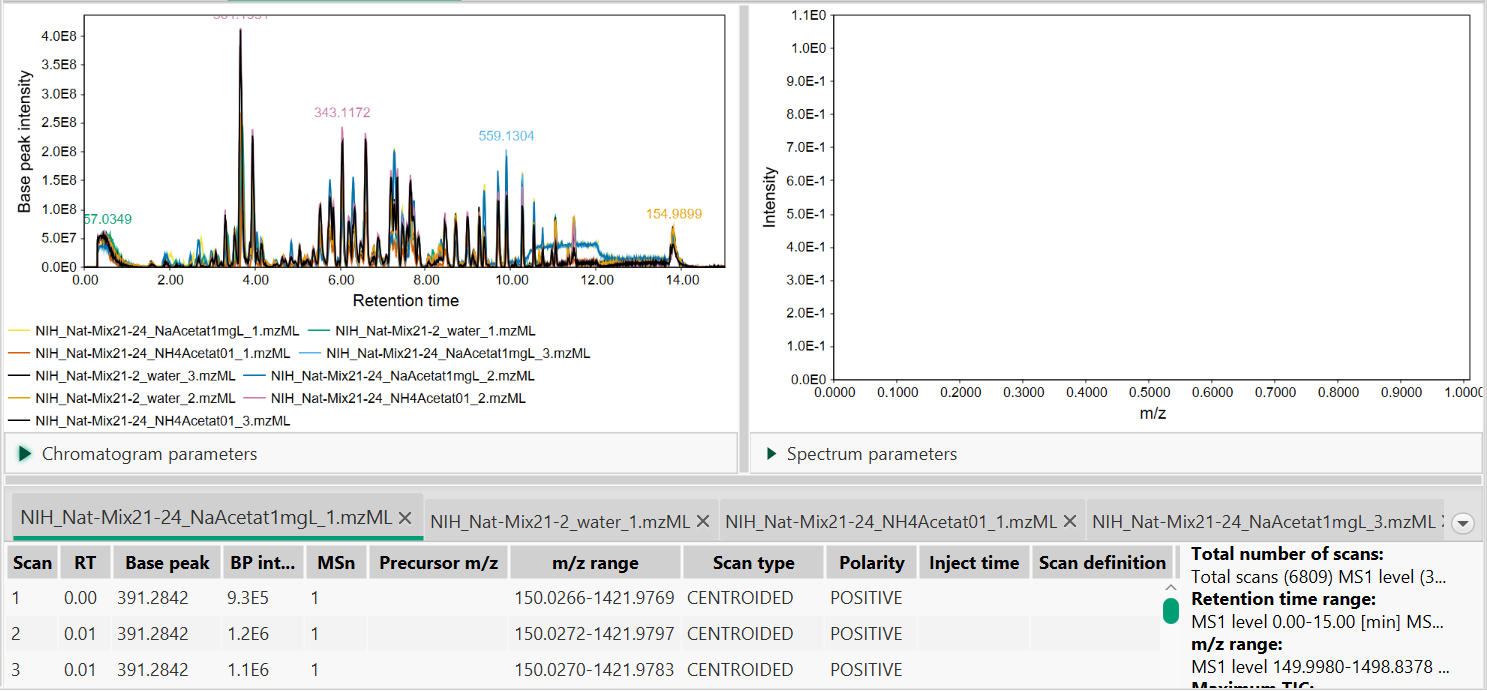 4.0E8
3.5E8
3.0E8
2.5E8
2.0E8
1.5E8
1.0E8
5.0E7
0.0E0
Base peak intensity
343.1172
559.1304
57.0349
154.9899
0.00 2.00 4.00 6.00 8.00 10.00 12.00 14.00
Retention time
NIH_Nat-Mix21-24_NaAcetat1mgL_1.mzML NIH_Nat-Mix21-2_water_1.mzML
NIH_Nat-Mix21-24_NH4Acetat01_1.mzML NIH_Nat-Mix21-24_NaAcetat1mgL_3.mzML
NIH_Nat-Mix21-2_water_3.mzML NIH_Nat-Mix21-24_NaAcetat1mgL_2.mzML
NIH_Nat-Mix21-2_water_2.mzML NIH_Nat-Mix21-24_NH4Acetat01_2.mzML
NIH_Nat-Mix21-24_NH4Acetat01_3.mzML
Chromatogram parameters
1.1E0
1.0E0
9.0E-1
8.0E-1
7.0E-1
6.0E-1
5.0E-1
4.0E-1
3.0E-1
2.0E-1
1.0E-1
0.0E0
Intensity
0.0000 0.1000 0.2000 0.3000 0.4000 0.5000 0.6000 0.7000 0.8000 0.9000 1.0000
m/z
Spectrum parameters
NIH_Nat-Mix21-24_NaAcetat1mgL_1.mzML NIH_Nat-Mix21-2_water_1.mzML NIH_Nat-Mix21-24_NH4Acetat01_1.mzML NIH_Nat-Mix21-24_NaAcetat1mgL_3.mzML
Scan RT Base peak BP int... MSn Precursor m/z m/z range Scan type Polarity Inject time Scan definition
1 0.00 391.2842 9.3E5 1 150.0266-1421.9769 CENTROIDED POSITIVE
2 0.01 391.2842 1.2E6 1 150.0272-1421.9797 CENTROIDED POSITIVE
3 0.01 391.2842 1.1E6 1 150.0270-1421.9783 CENTROIDED POSITIVE
Total number of scans:
Total scans (6809) MS1 level (3...
Retention time range:
MS1 level 0.00-15.00 [min] MS...
m/z range:
MS1 level 149.9980-1498.8378 ...
Maximum TIC: